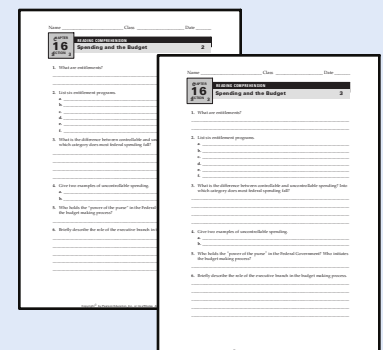 Name Class Date
CHAPTER
16
SECTION
READING COMPREHENSION
Spending and the Budget 2
1. What are entitlements?
2. List six entitlement programs.
a.
b.
c.
d.
e.
f.
3. What is the difference between controllable and un
which category does most federal spending fall?
4. Give two examples of uncontrollable spending.
a.
b.
5. Who holds the "power of the purse" in the Federal
the budget making process?
6. Briefly describe the role of the executive branch in
Name Class Date
CHAPTER
16
SECTION
READING COMPREHENSION
Spending and the Budget 3
1. What are entitlements?
2. List six entitlement programs.
a.
b.
c.
d.
e.
f.
3. What is the difference between controllable and uncontrollable spending? Into
which category does most federal spending fall?
4. Give two examples of uncontrollable spending.
a.
b.
5. Who holds the "power of the purse" in the Federal Government? Who initiates
the budget making process?
6. Briefly describe the role of the executive branch in the budget making process.